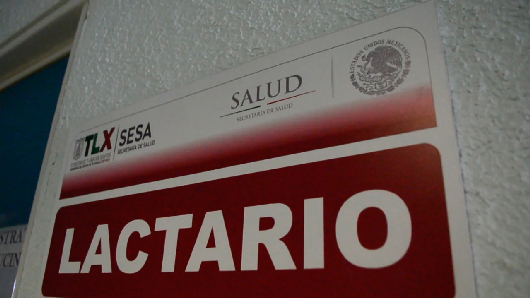 SALUD
SECRETARÍA DE SALUD
ESTADOS UNIDOS MEXICANOS
TLX
SESA
SECRETARÍA DE SALUD
LACTARIO